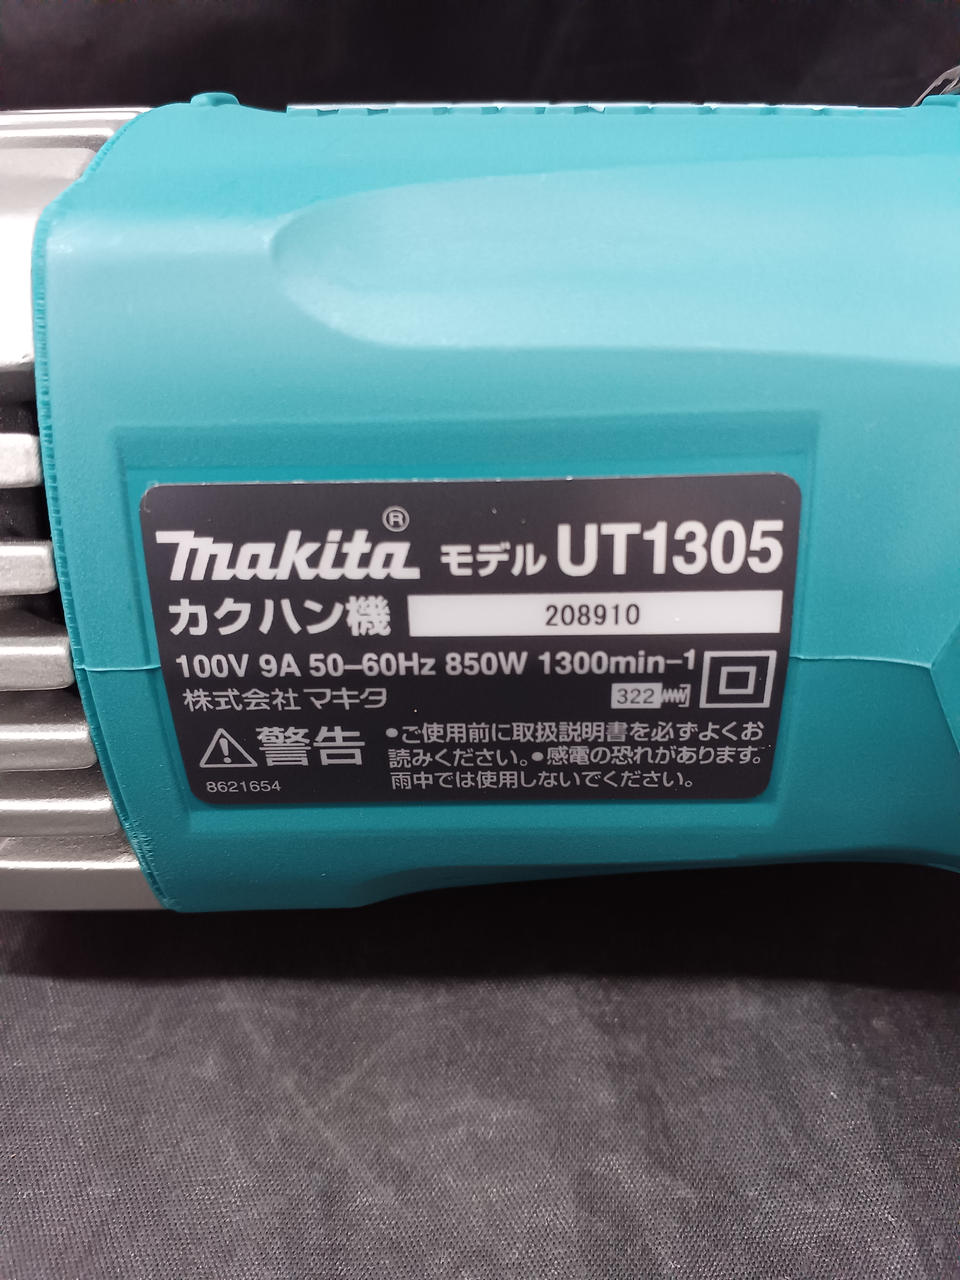 makita® モデル UT1305
カクハン機 208910
100V 9A 50–60Hz 850W 1300min–1
株式会社 マキタ 322
警告 •ご使用前に取扱説明書を必ずよくお
読みください。•感電の恐れがあります。
雨中では使用しないでください。
8621654